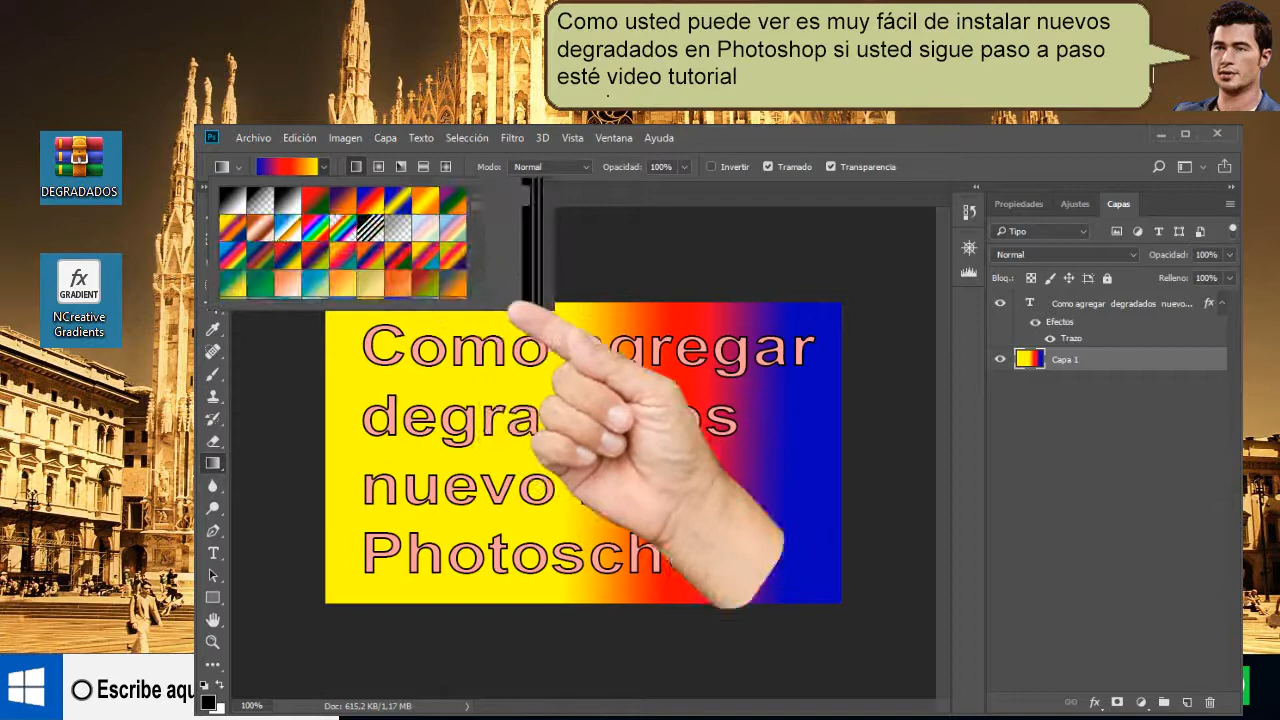 Como usted puede ver es muy fácil de instalar nuevos
degradados en Photoshop si usted sigue paso a paso
esté video tutorial
DEGRADADOS
fx
GRADIENT
NCreative
Gradients
Ps
Archivo Edición Imagen Capa Texto Selección Filtro 3D Vista Ventana Ayuda
Modo: Normal Opacidad: 100% Invertir Tramado Transparencia
Propiedades Ajustes Capas
Tipo
Normal Opacidad: 100%
Bloq.: Relleno: 100%
T Como agregar degradados nuevo... fx
Efectos
Trazo
Capa 1
Como agregar
degra os
nuevo
Photosch
100% Doc: 615,2 KB/1,17 MB
Escribe aqu